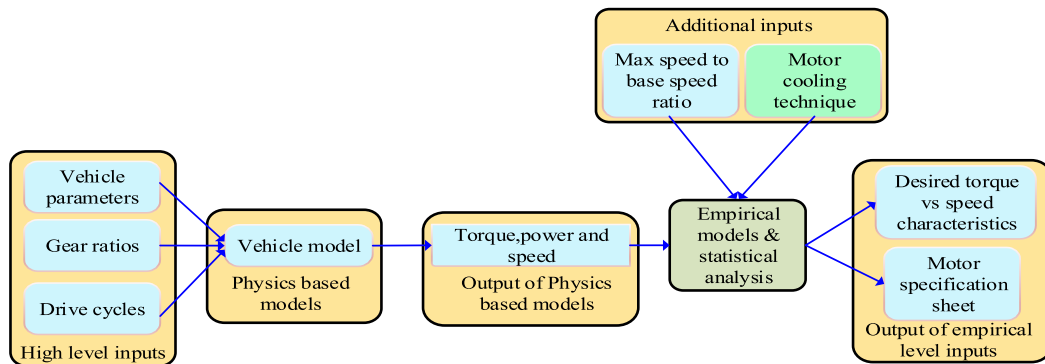 Additional inputs
Max speed to
base speed
ratio
Motor
cooling
technique
Vehicle
parameters
Gear ratios
Drive cycles
High level inputs
Vehicle model
Physics based
models
Torque,power and
speed
Output of Physics
based models
Empirical
models &
statistical
analysis
Desired torque
vs speed
characteristics
Motor
specification
sheet
Output of empirical
level inputs